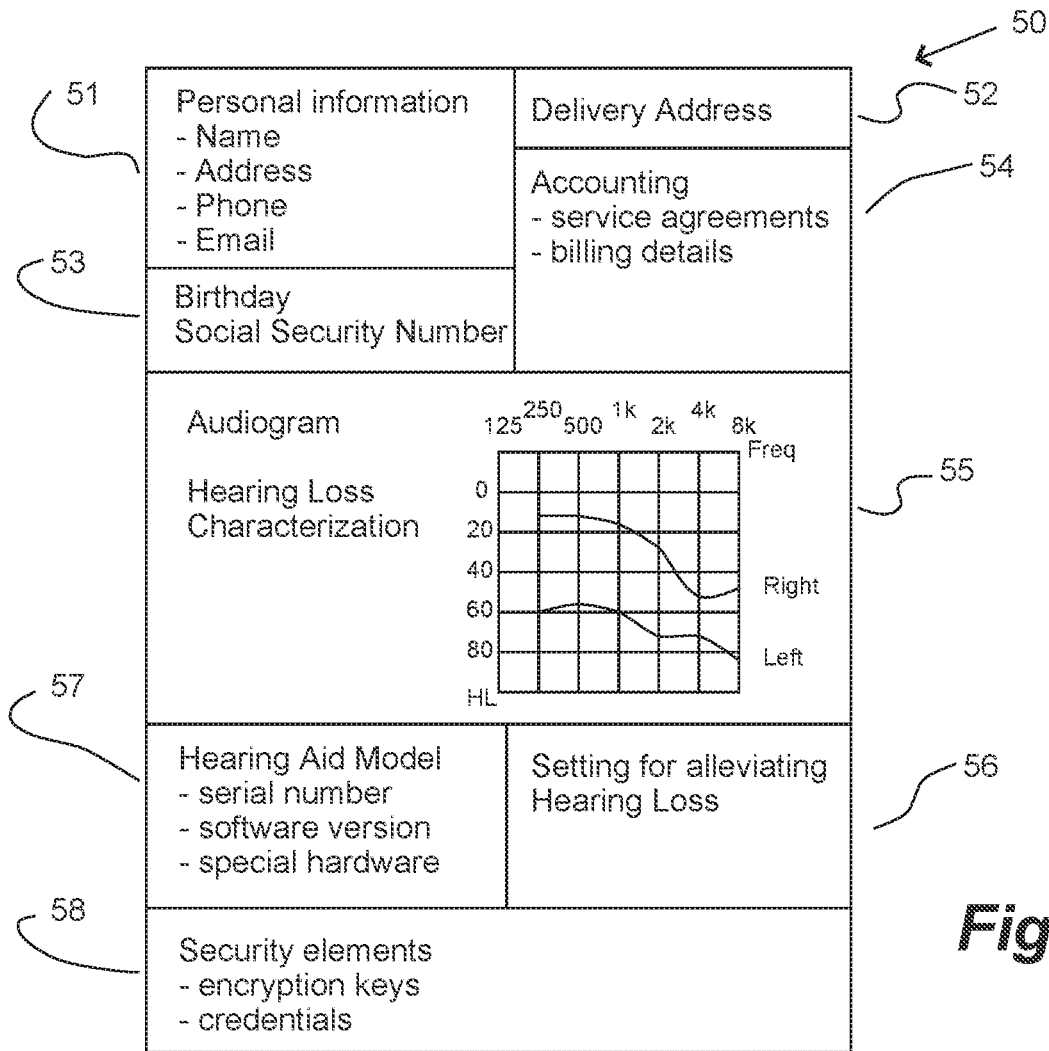 50
51
Personal information
- Name
- Address
- Phone
- Email
Delivery Address
52
Accounting
- service agreements
- billing details
54
53
Birthday
Social Security Number
Audiogram
Hearing Loss
Characterization
125 250 500 1k 2k 4k 8k
Freq
0
20
40
60
80
HL
Right
Left
55
57
Hearing Aid Model
- serial number
- software version
- special hardware
Setting for alleviating
Hearing Loss
56
58
Security elements
- encryption keys
- credentials
Fig